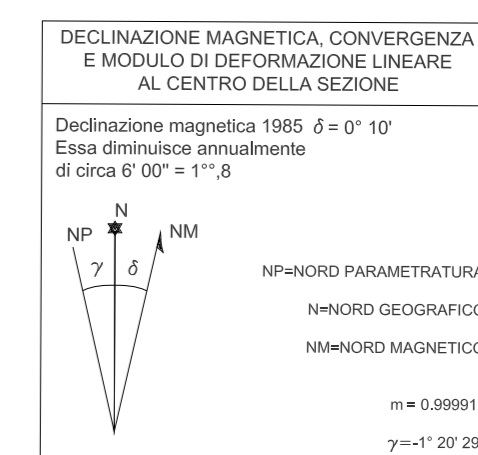 DECLINAZIONE MAGNETICA, CONVERGENZA
E MODULO DI DEFORMAZIONE LINEARE
AL CENTRO DELLA SEZIONE
Declinazione magnetica 1985 δ = 0° 10'
Essa diminuisce annualmente
di circa 6' 00" = 1°°,8
N
NP NM
γ δ
NP=NORD PARAMETRATURA
N=NORD GEOGRAFICO
NM=NORD MAGNETICO
m = 0.99991
γ=-1° 20' 29